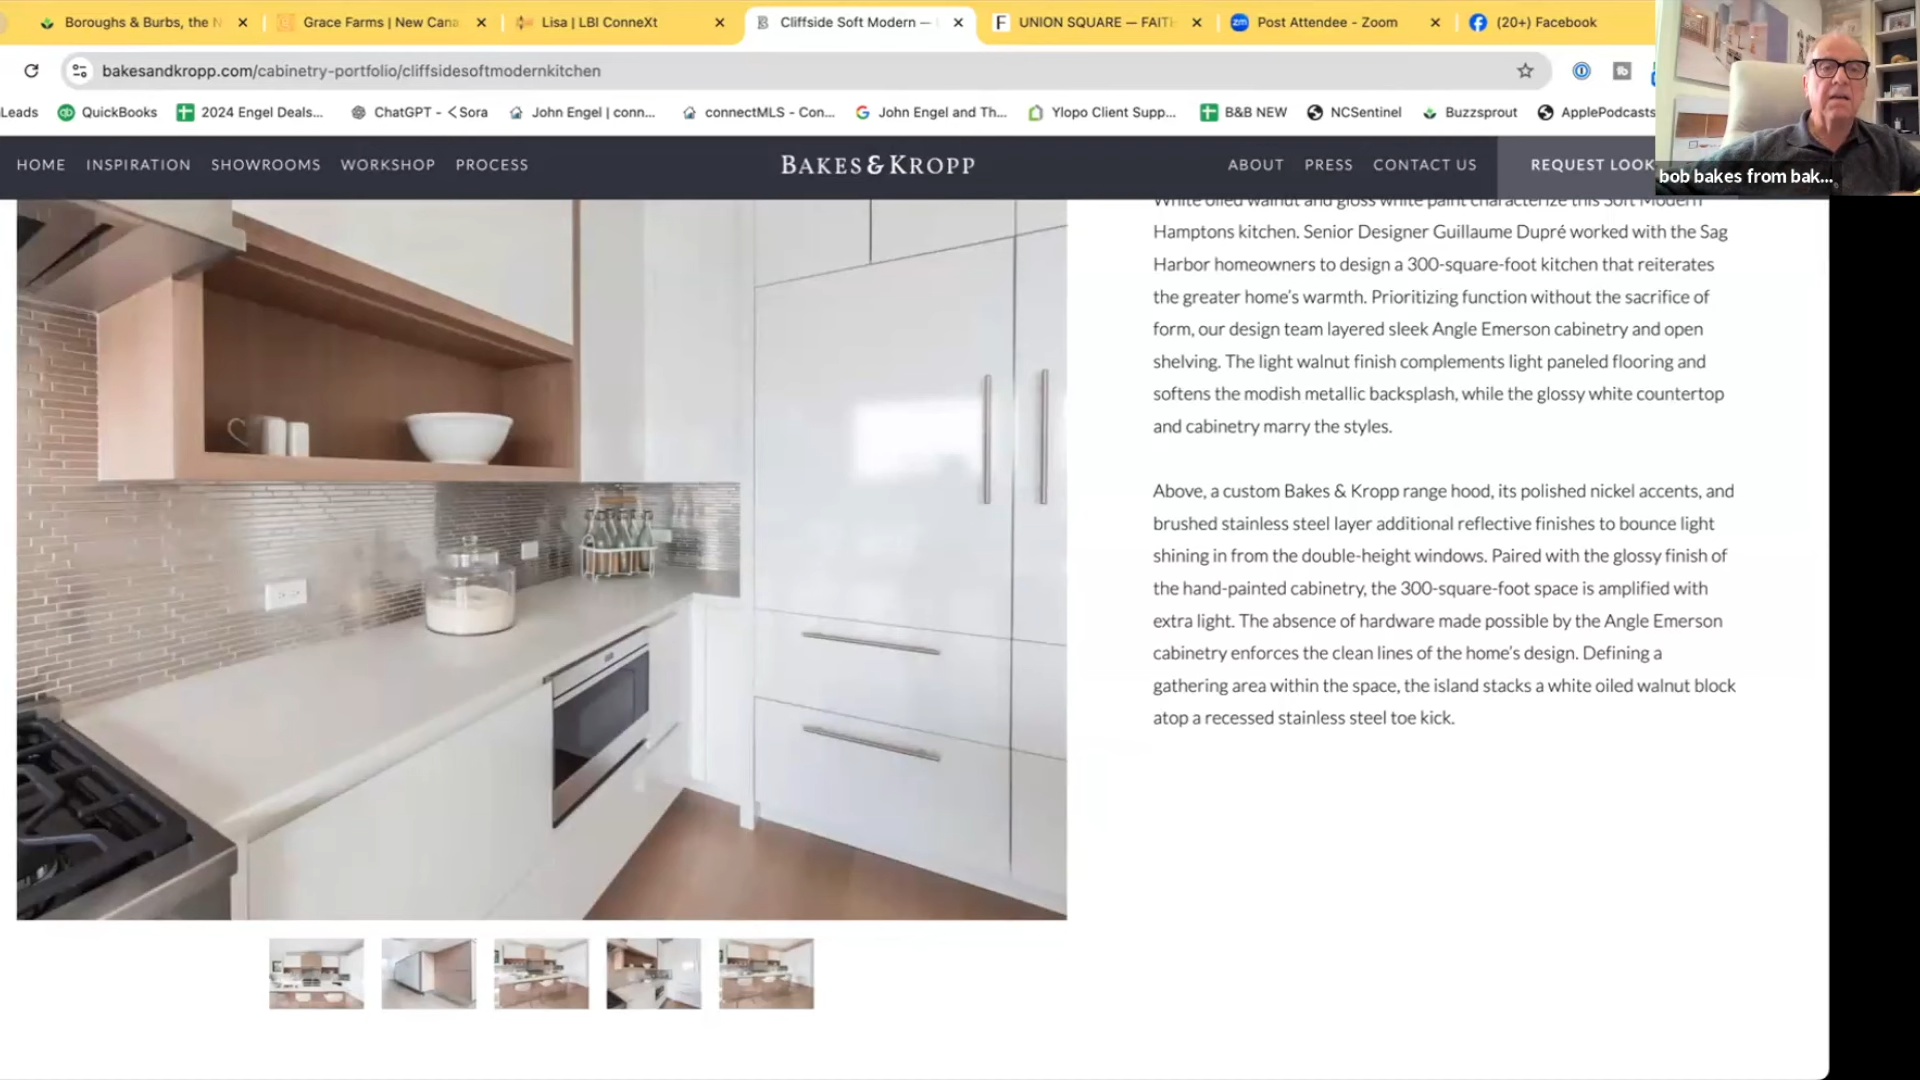 Boroughs & Burbs, the N
Grace Farms | New Cana
Lisa | LBI ConneXt
Cliffside Soft Modern —
UNION SQUARE — FAIT
Post Attendee - Zoom
(20+) Facebook
bakesandkropp.com/cabinetry-portfolio/cliffsidesoftmodernkitchen
Leads
QuickBooks
2024 Engel Deals...
ChatGPT - < Sora
John Engel | conn...
connectMLS - Con...
John Engel and Th...
Ylopo Client Supp...
B&B NEW
NCSentinel
Buzzsprout
ApplePodcasts
HOME
INSPIRATION
SHOWROOMS
WORKSHOP
PROCESS
BAKES & KROPP
ABOUT
PRESS
CONTACT US
REQUEST LOOK
bob bakes from bak...
White oiled walnut and gloss white paint characterize this Soft Modern
Hamptons kitchen. Senior Designer Guillaume Dupré worked with the Sag
Harbor homeowners to design a 300-square-foot kitchen that reiterates
the greater home's warmth. Prioritizing function without the sacrifice of
form, our design team layered sleek Angle Emerson cabinetry and open
shelving. The light walnut finish complements light paneled flooring and
softens the modish metallic backsplash, while the glossy white countertop
and cabinetry marry the styles.
Above, a custom Bakes & Kropp range hood, its polished nickel accents, and
brushed stainless steel layer additional reflective finishes to bounce light
shining in from the double-height windows. Paired with the glossy finish of
the hand-painted cabinetry, the 300-square-foot space is amplified with
extra light. The absence of hardware made possible by the Angle Emerson
cabinetry enforces the clean lines of the home's design. Defining a
gathering area within the space, the island stacks a white oiled walnut block
atop a recessed stainless steel toe kick.